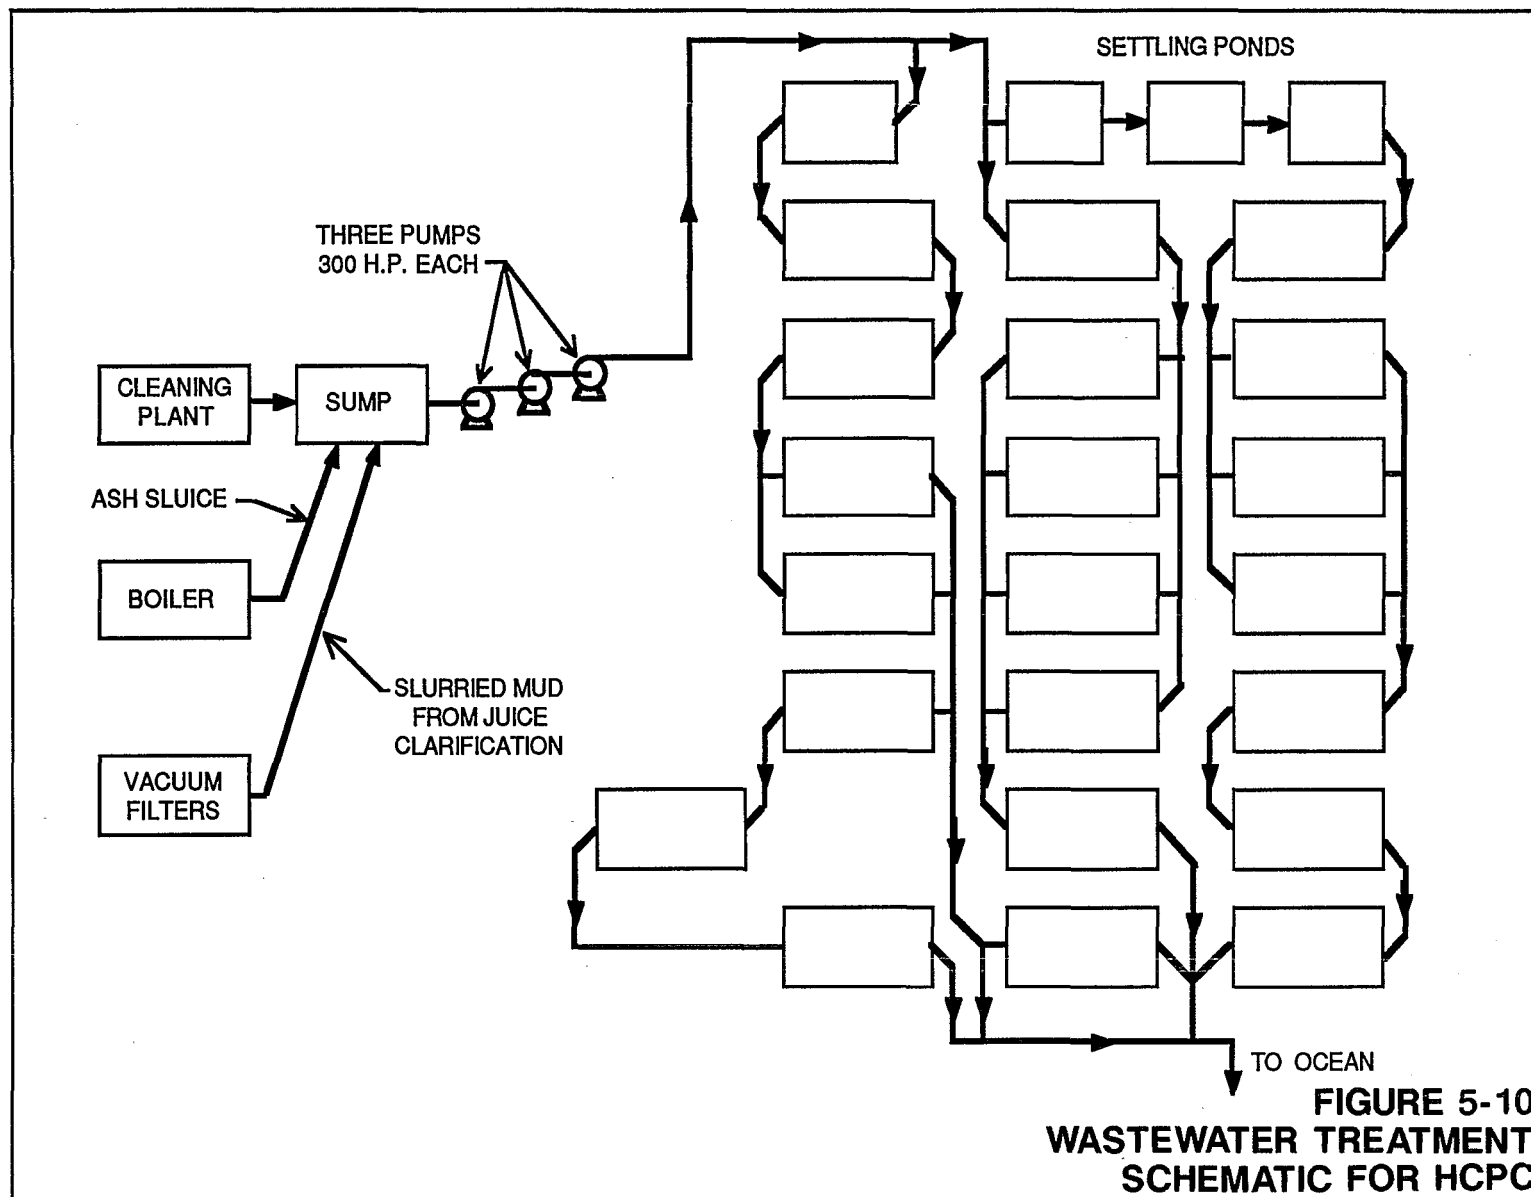 SETTLING PONDS
THREE PUMPS
300 H.P. EACH
CLEANING
PLANT
SUMP
ASH SLUICE
BOILER
SLURRIED MUD
FROM JUICE
CLARIFICATION
VACUUM
FILTERS
TO OCEAN
FIGURE 5-10
WASTEWATER TREATMENT
SCHEMATIC FOR HCPC